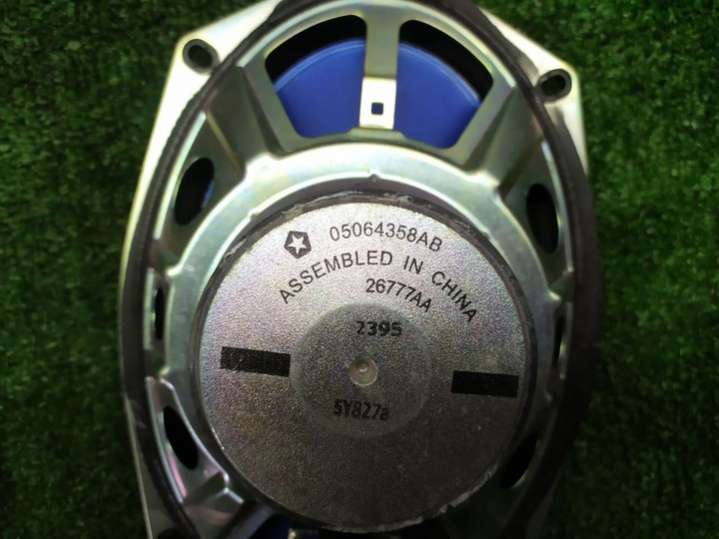 05064358AB
ASSEMBLED IN CHINA
26777AA
2395
5Y827a